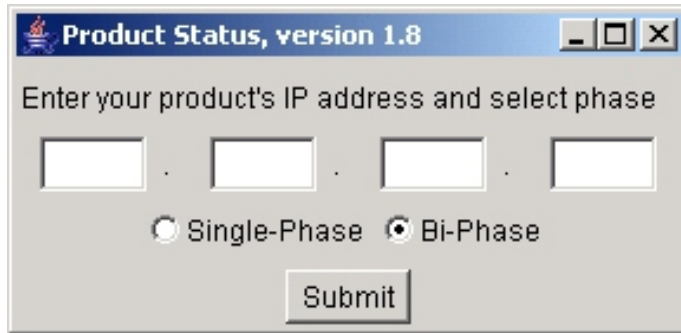 Product Status, version 1.8
Enter your product's IP address and select phase
. . .
Single-Phase Bi-Phase
Submit